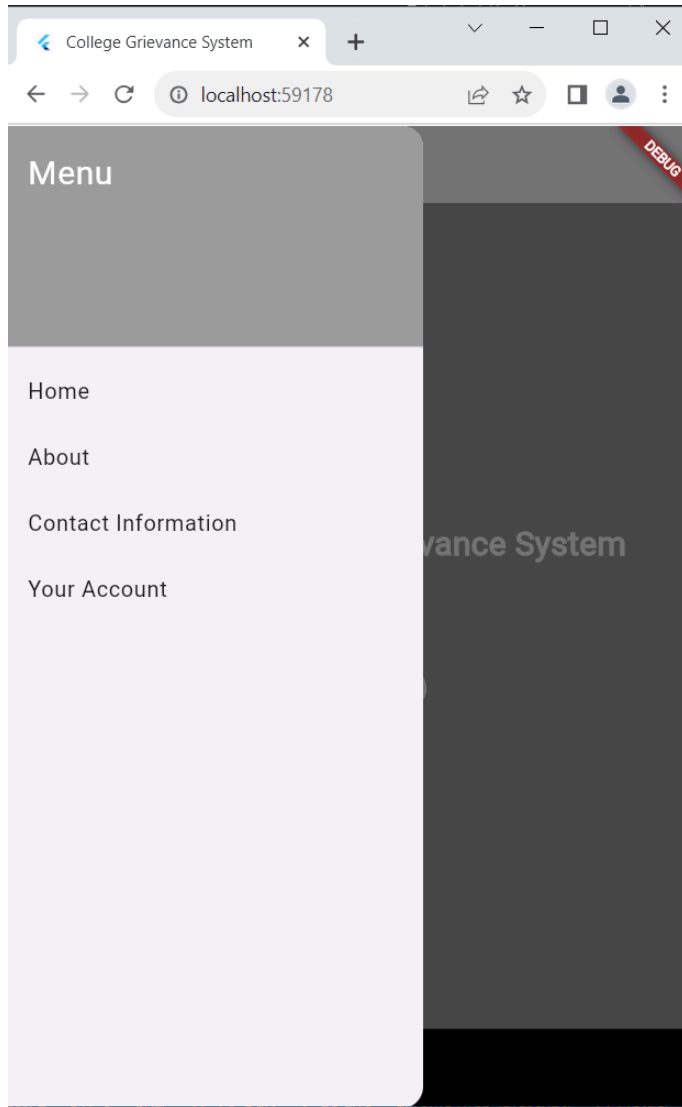 College Grievance System
localhost:59178
DEBUG
Menu
Home
About
Contact Information
vance System
Your Account